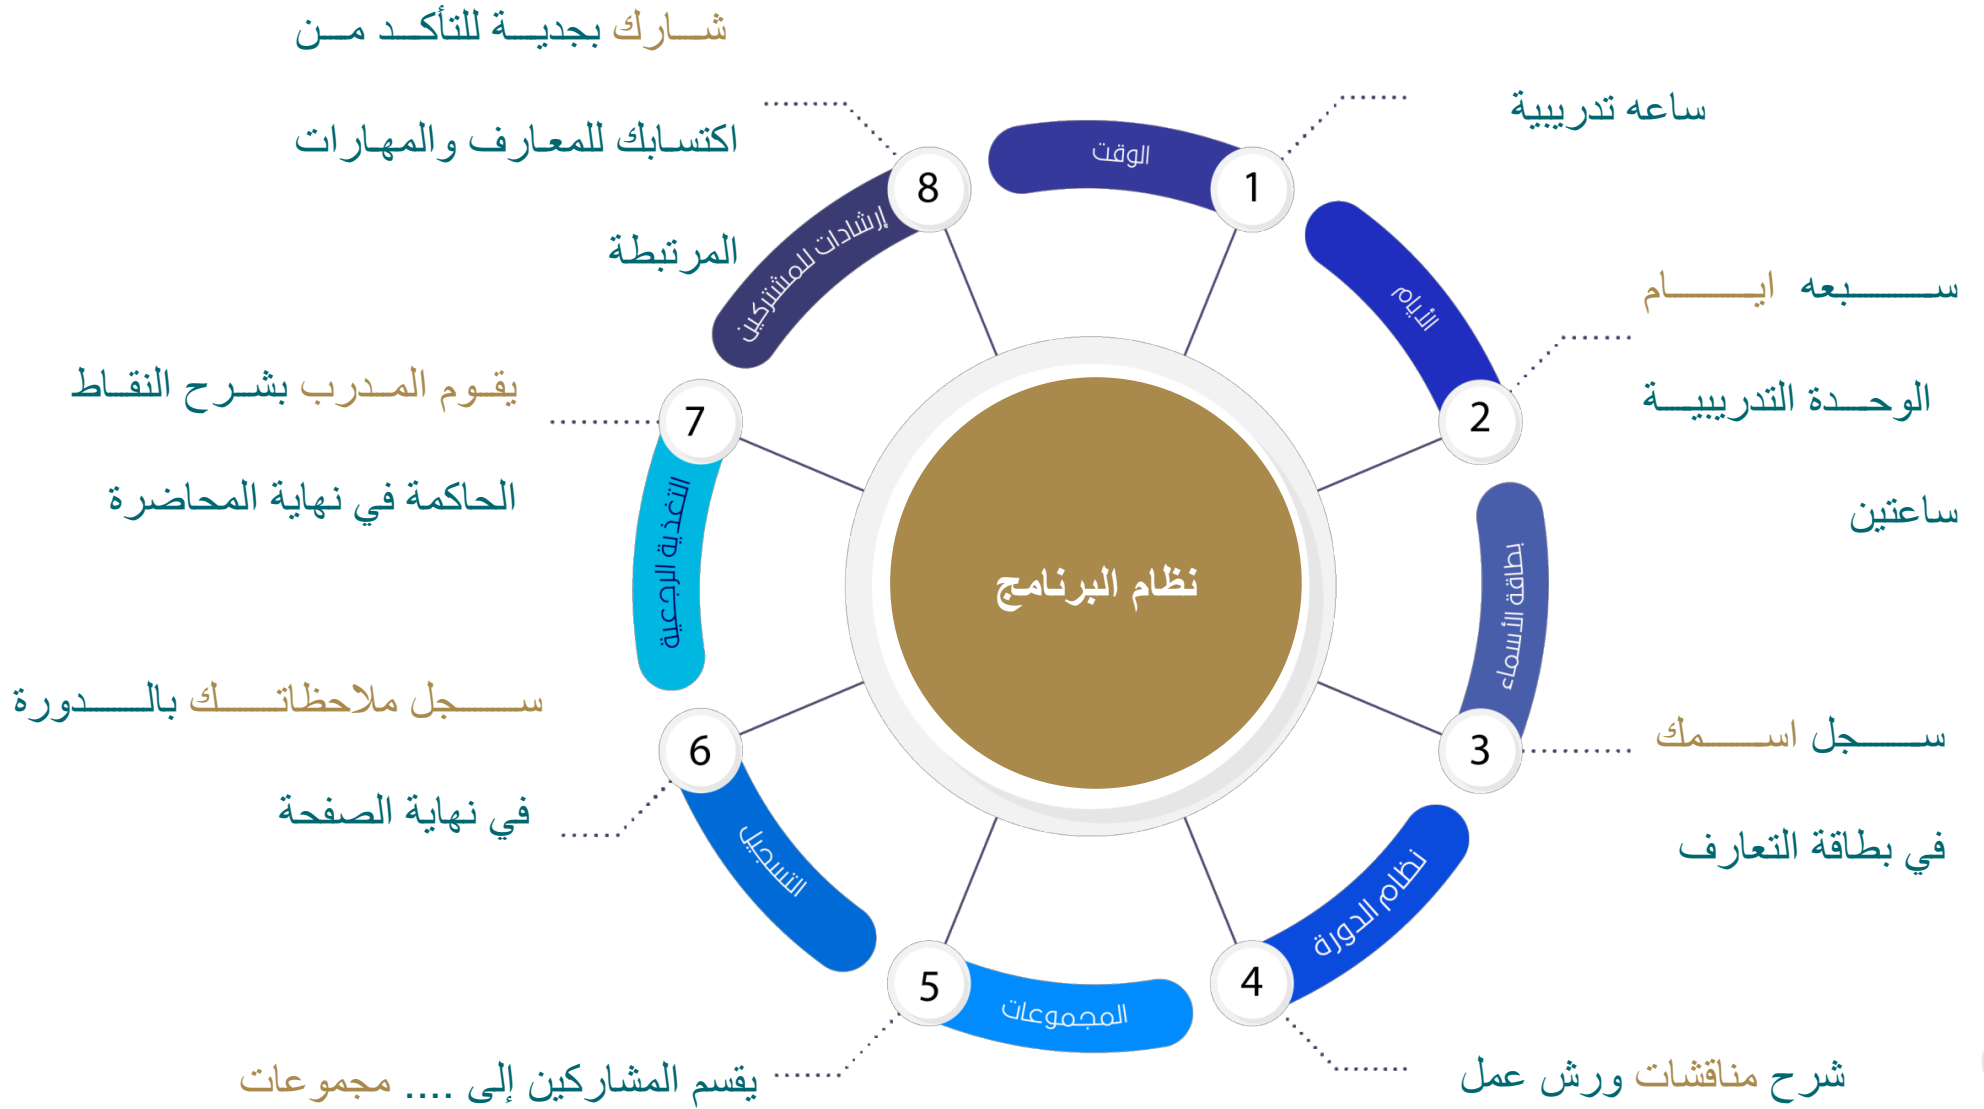 نظام البرنامج
1
الوقت
ساعه تدريبية
2
الأيام
سبعه ايام
الوحدة التدريبية
ساعتين
3
بطاقة الأسماء
سجل اسمك
في بطاقة التعارف
4
نظام الدورة
شرح مناقشات ورش عمل
5
المجموعات
يقسم المشاركين إلى .... مجموعات
6
التسجيل
سجل ملاحظاتك بالدورة
في نهاية الصفحة
7
التغذية الرجعية
يقوم المدرب بشرح النقاط
الحاكمة في نهاية المحاضرة
8
إرشادات للمشتركين
شارك بجدية للتأكد من
اكتسابك للمعارف والمهارات
المرتبطة